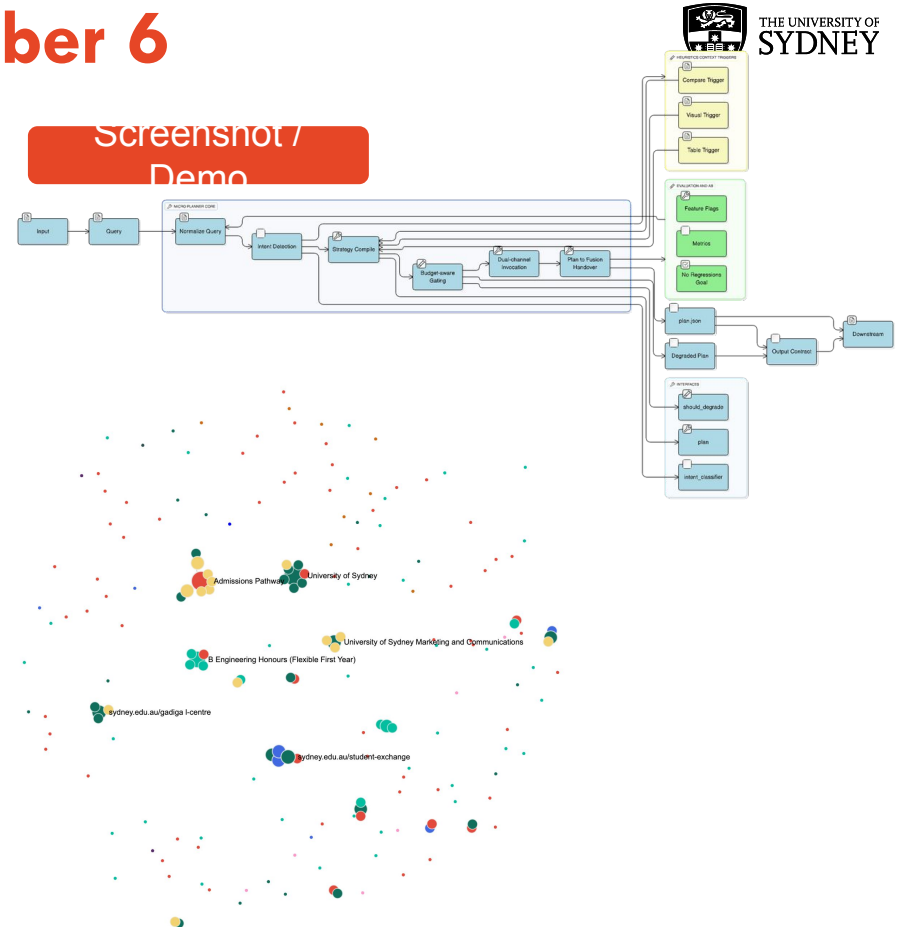 ber 6
THE UNIVERSITY OF
SYDNEY
Screenshot /
Demo
HEURISTICS CONTEXT TRIGGERS
Compare Trigger
Visual Trigger
Table Trigger
EVALUATION AND AB
Feature Flags
Metrics
No Regressions
Goal
MICRO-PLANNER CORE
Input
Query
Normalize Query
Intent Detection
Strategy Compile
Budget-aware
Gating
Dual-channel
Invocation
Plan to Fusion
Handover
plan.json
Degraded Plan
Output Contract
Downstream
INTERFACES
should_degrade
plan
intent_classifier
Admissions Pathway
University of Sydney
University of Sydney Marketing and Communications
B Engineering Honours (Flexible First Year)
sydney.edu.au/gadiga l-centre
sydney.edu.au/student-exchange